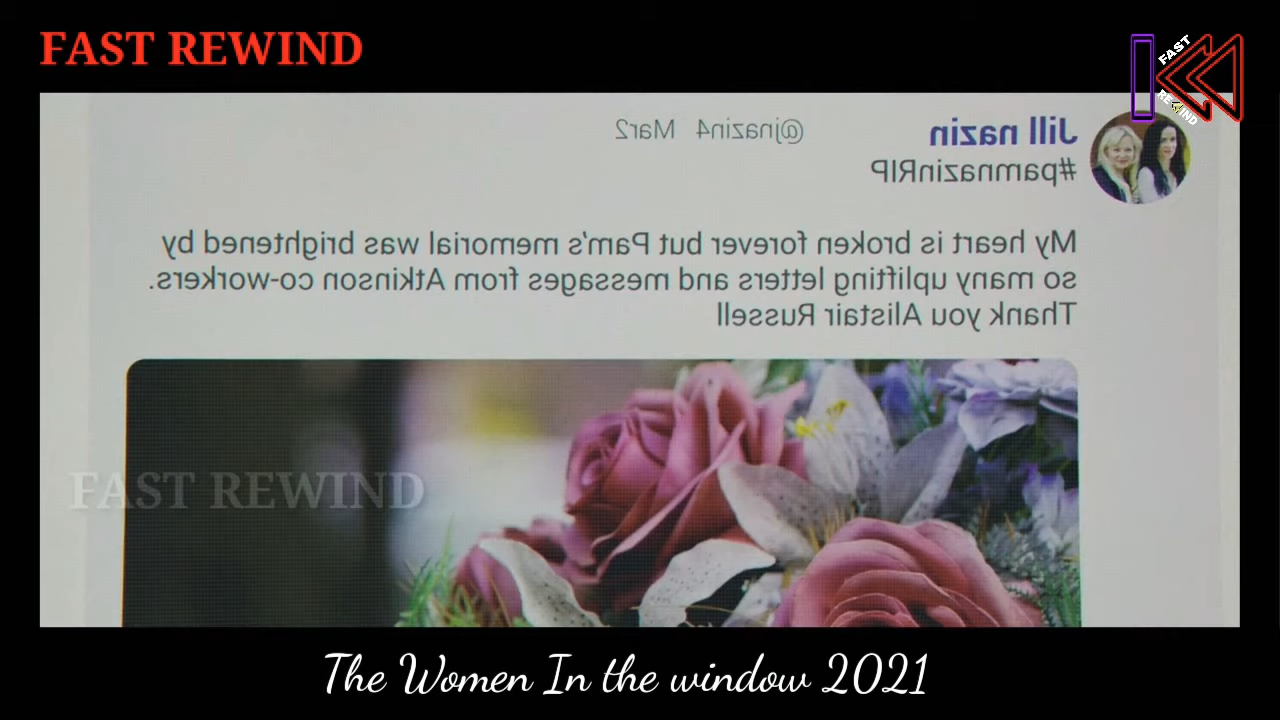 FAST REWIND
FAST
REWIND
Jill nazin @jnazin4 Mar2
#pamnazinRIP
My heart is broken forever but Pam's memorial was brightened by
so many uplifting letters and messages from Atkinson co-workers.
Thank you Alistair Russell
FAST REWIND
The Women In the window 2021